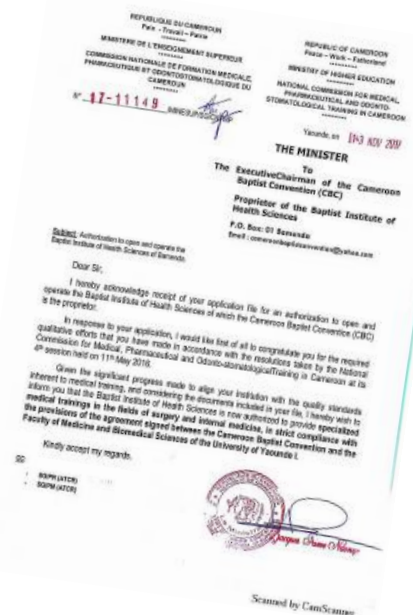 REPUBLIQUE DU CAMEROUN
Paix - Travail - Patrie
MINISTERE DE L'ENSEIGNEMENT SUPERIEUR
COMMISSION NATIONALE DE FORMATION MEDICALE,
PHARMACEUTIQUE ET ODONTOSTOMATOLOGIQUE DU
CAMEROUN
N° 17-11149
REPUBLIC OF CAMEROON
Peace - Work - Fatherland
MINISTRY OF HIGHER EDUCATION
NATIONAL COMMISSION FOR MEDICAL,
PHARMACEUTICAL AND ODONTO-
STOMATOLOGICAL TRAINING IN CAMEROON
Yaounde, on NOV
THE MINISTER
To
The ExecutiveChairman of the Cameroon
Baptist Convention (CBC)
Proprietor of the Baptist Institute of
Health Sciences
P.O. Box: 01 Bamenda
Email : cameroonbaptistconvention@yahoo.com
Subject: Authorization to open and operate the
Baptist Institute of Health Sciences of Bamenda.
Dear Sir,
I hereby acknowledge receipt of your application file for an authorization to open and
operate the Baptist Institute of Health Sciences of which the Cameroon Baptist Convention (CBC)
is the proprietor.
In response to your application, I would like first of all to congratulate you for the required
qualitative efforts that you have made in accordance with the resolutions taken by the National
Commission for Medical, Pharmaceutical and Odonto-stomatologicalTraining in Cameroon at its
4th session held on 11th May 2016.
Given the significant progress made to align your institution with the quality standards
inherent to medical training, and considering the documents included in your file, I hereby wish to
inform you that the Baptist Institute of Health Sciences is now authorized to provide specialized
medical trainings in the fields of surgery and internal medicine, in strict compliance with
the provisions of the agreement signed between the Cameroon Baptist Convention and the
Faculty of Medicine and Biomedical Sciences of the University of Yaounde I.
Kindly accept my regards.
- SGPM (ATCR)
- SGPM (ATCR)
Jacques Fame Ndongo
Scanned by CamScanner